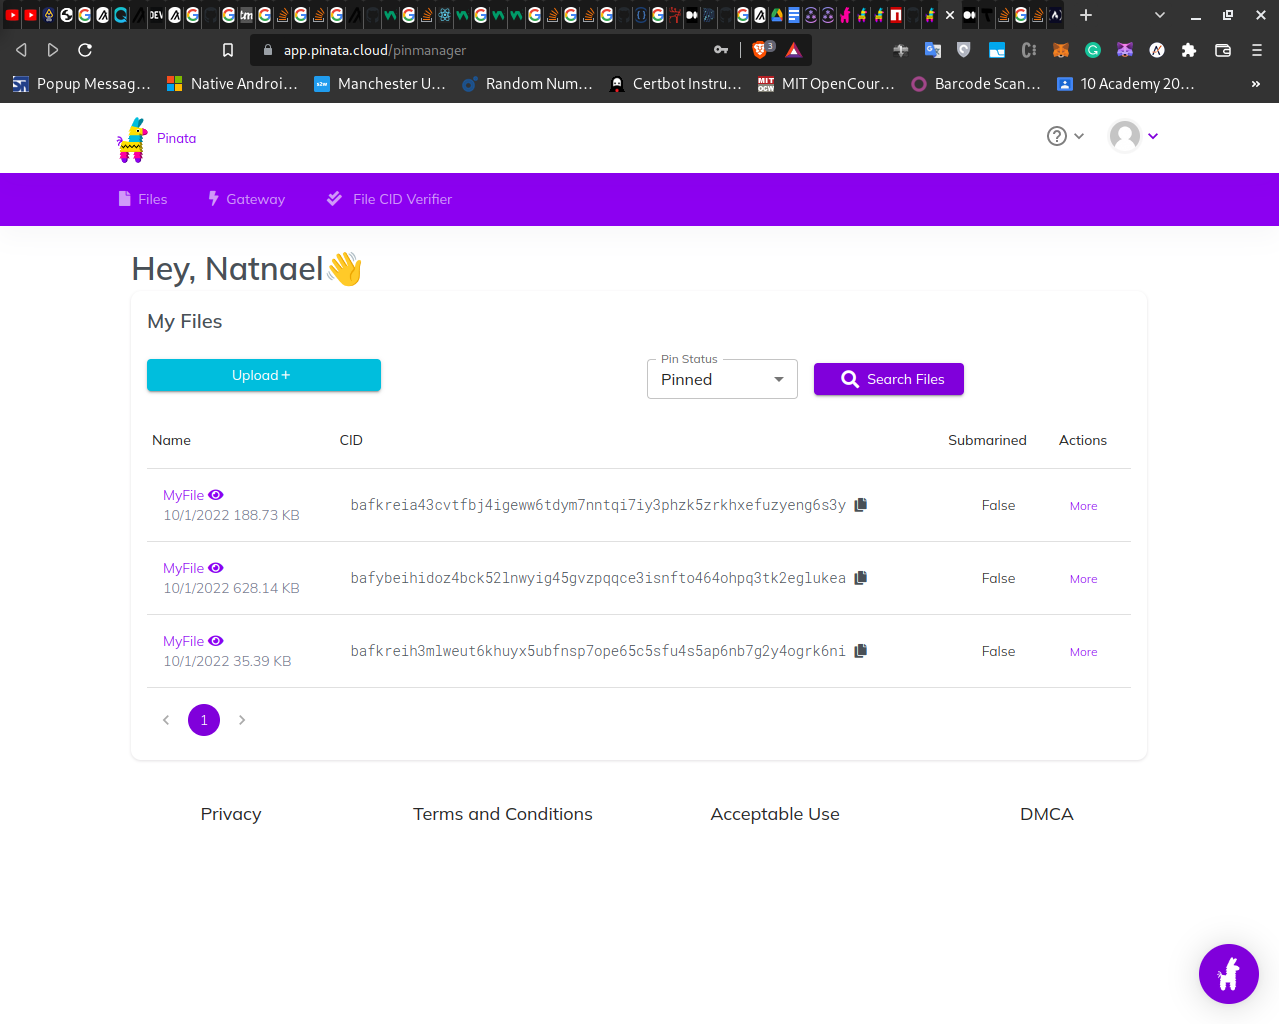 DEV
app.pinata.cloud/pinmanager
3
Popup Messag...
Native Androi...
Manchester U...
Random Num...
Certbot Instru...
MIT OpenCour...
Barcode Scan...
10 Academy 20...
»
Pinata
Files
Gateway
File CID Verifier
Hey, Natnael👋
My Files
Upload +
Pin Status
Pinned
Search Files
Name CID Submarined Actions
MyFile
bafkreia43cvtfbj4igeww6tdym7nntqi7iy3phzk5zrkhxefuzyeng6s3y False More
10/1/2022 188.73 KB
MyFile
bafybeihidoz4bck52lnwyig45gvzpqqce3isnfto464ohpq3tk2eglukea False More
10/1/2022 628.14 KB
MyFile
bafkreih3mlweut6khuyx5ubfnsp7ope65c5sfu4s5ap6nb7g2y4ogrk6ni False More
10/1/2022 35.39 KB
1
Privacy
Terms and Conditions
Acceptable Use
DMCA